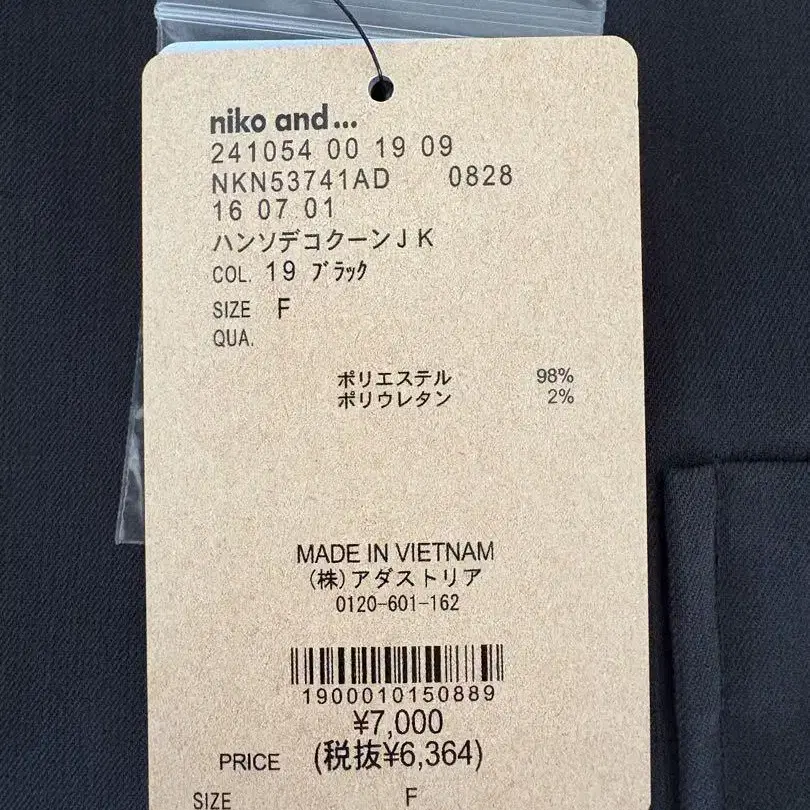 niko and...
241054 00 19 09
NKN53741AD 0828
16 07 01
ハンソデコクーンJK
COL. 19 ブラック
SIZE F
QUA.
ポリエステル 98%
ポリウレタン 2%
MADE IN VIETNAM
(株)アダストリア
0120-601-162
1900010150889
¥7,000
PRICE (税抜¥6,364)
SIZE F